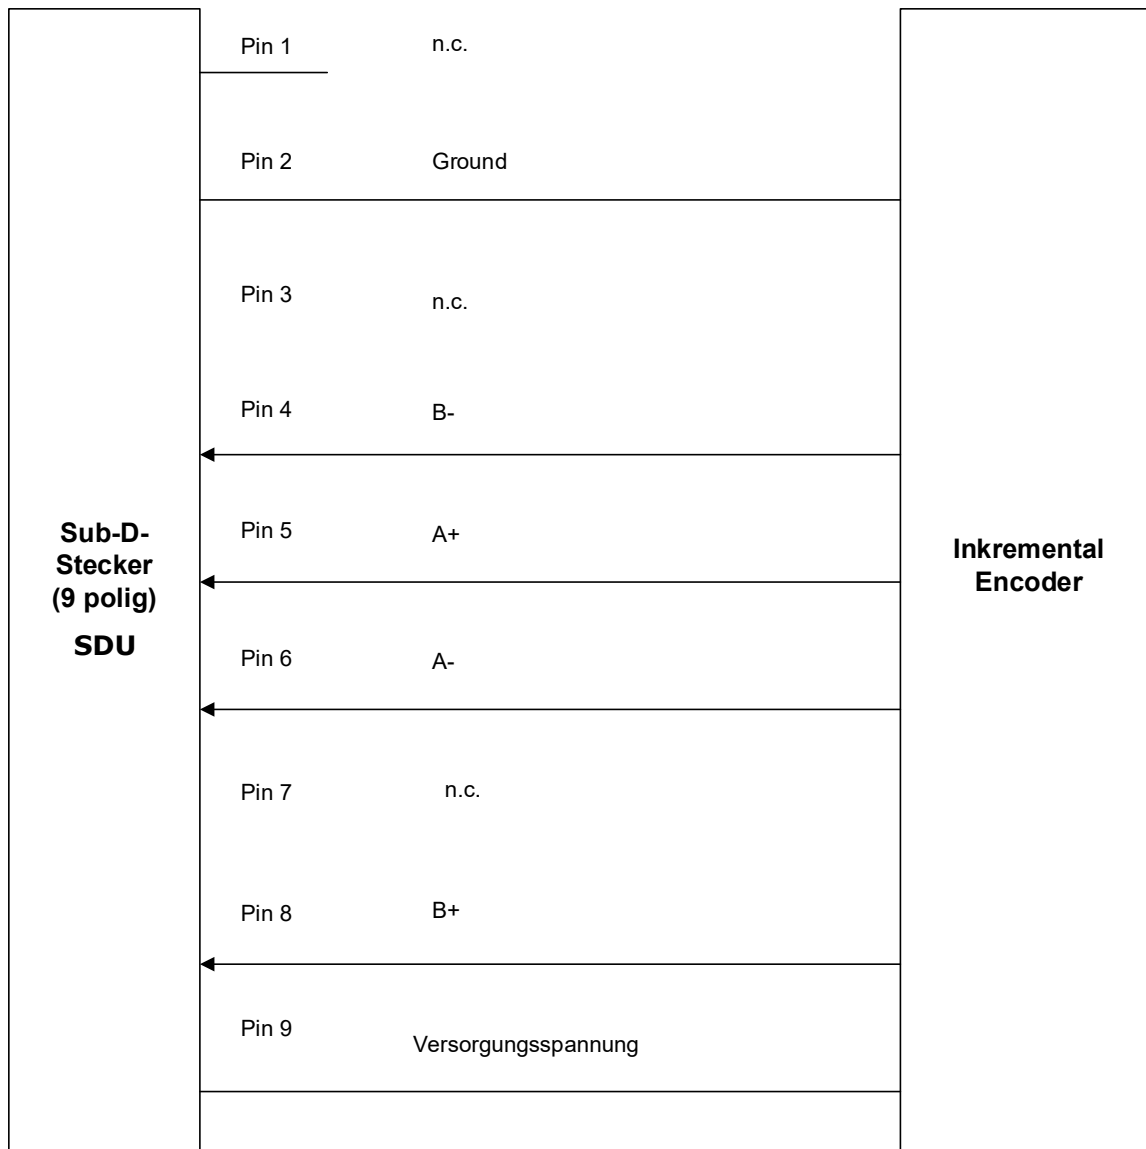 Pin 1 n.c.
Pin 2 Ground
Pin 3 n.c.
Pin 4 B-
Pin 5 A+
Pin 6 A-
Pin 7 n.c.
Pin 8 B+
Pin 9 Versorgungsspannung
Sub-D-
Stecker
(9 polig)
SDU
Inkremental
Encoder